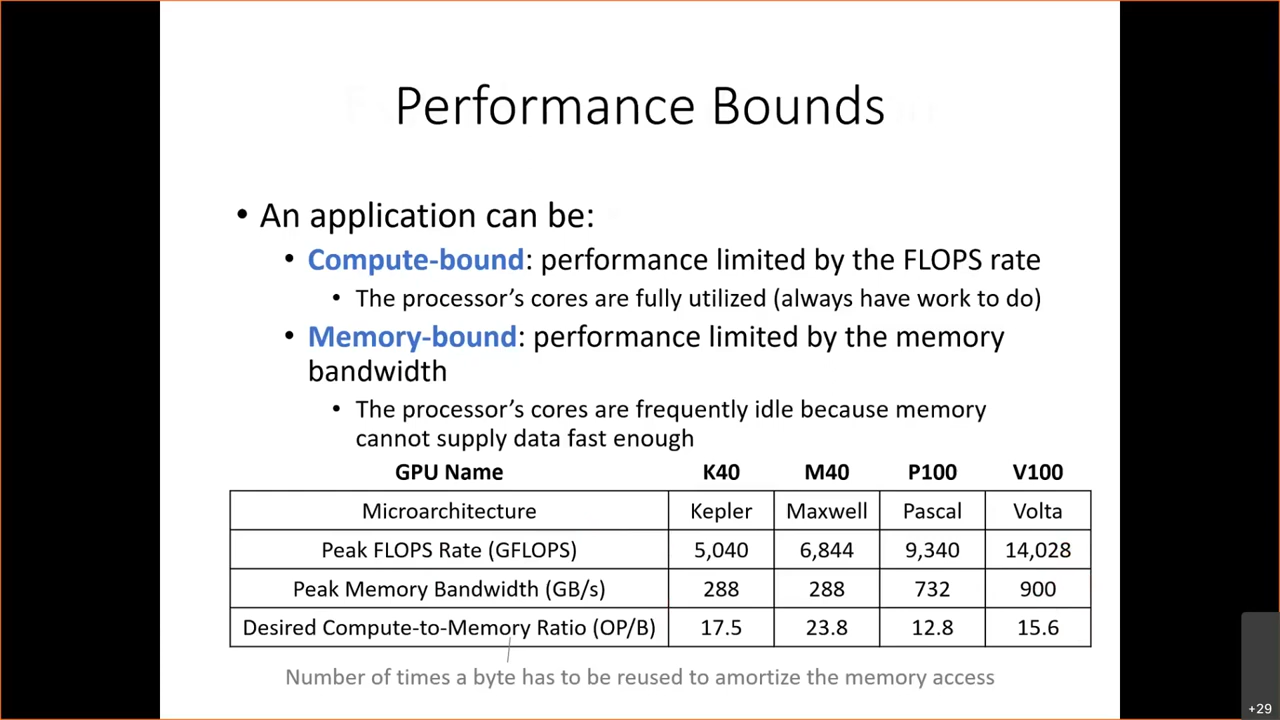 Performance Bounds
• An application can be:
• Compute-bound: performance limited by the FLOPS rate
• The processor's cores are fully utilized (always have work to do)
• Memory-bound: performance limited by the memory
bandwidth
• The processor's cores are frequently idle because memory
cannot supply data fast enough
GPU Name K40 M40 P100 V100
Microarchitecture Kepler Maxwell Pascal Volta
Peak FLOPS Rate (GFLOPS) 5,040 6,844 9,340 14,028
Peak Memory Bandwidth (GB/s) 288 288 732 900
Desired Compute-to-Memory Ratio (OP/B) 17.5 23.8 12.8 15.6
Number of times a byte has to be reused to amortize the memory access
+29